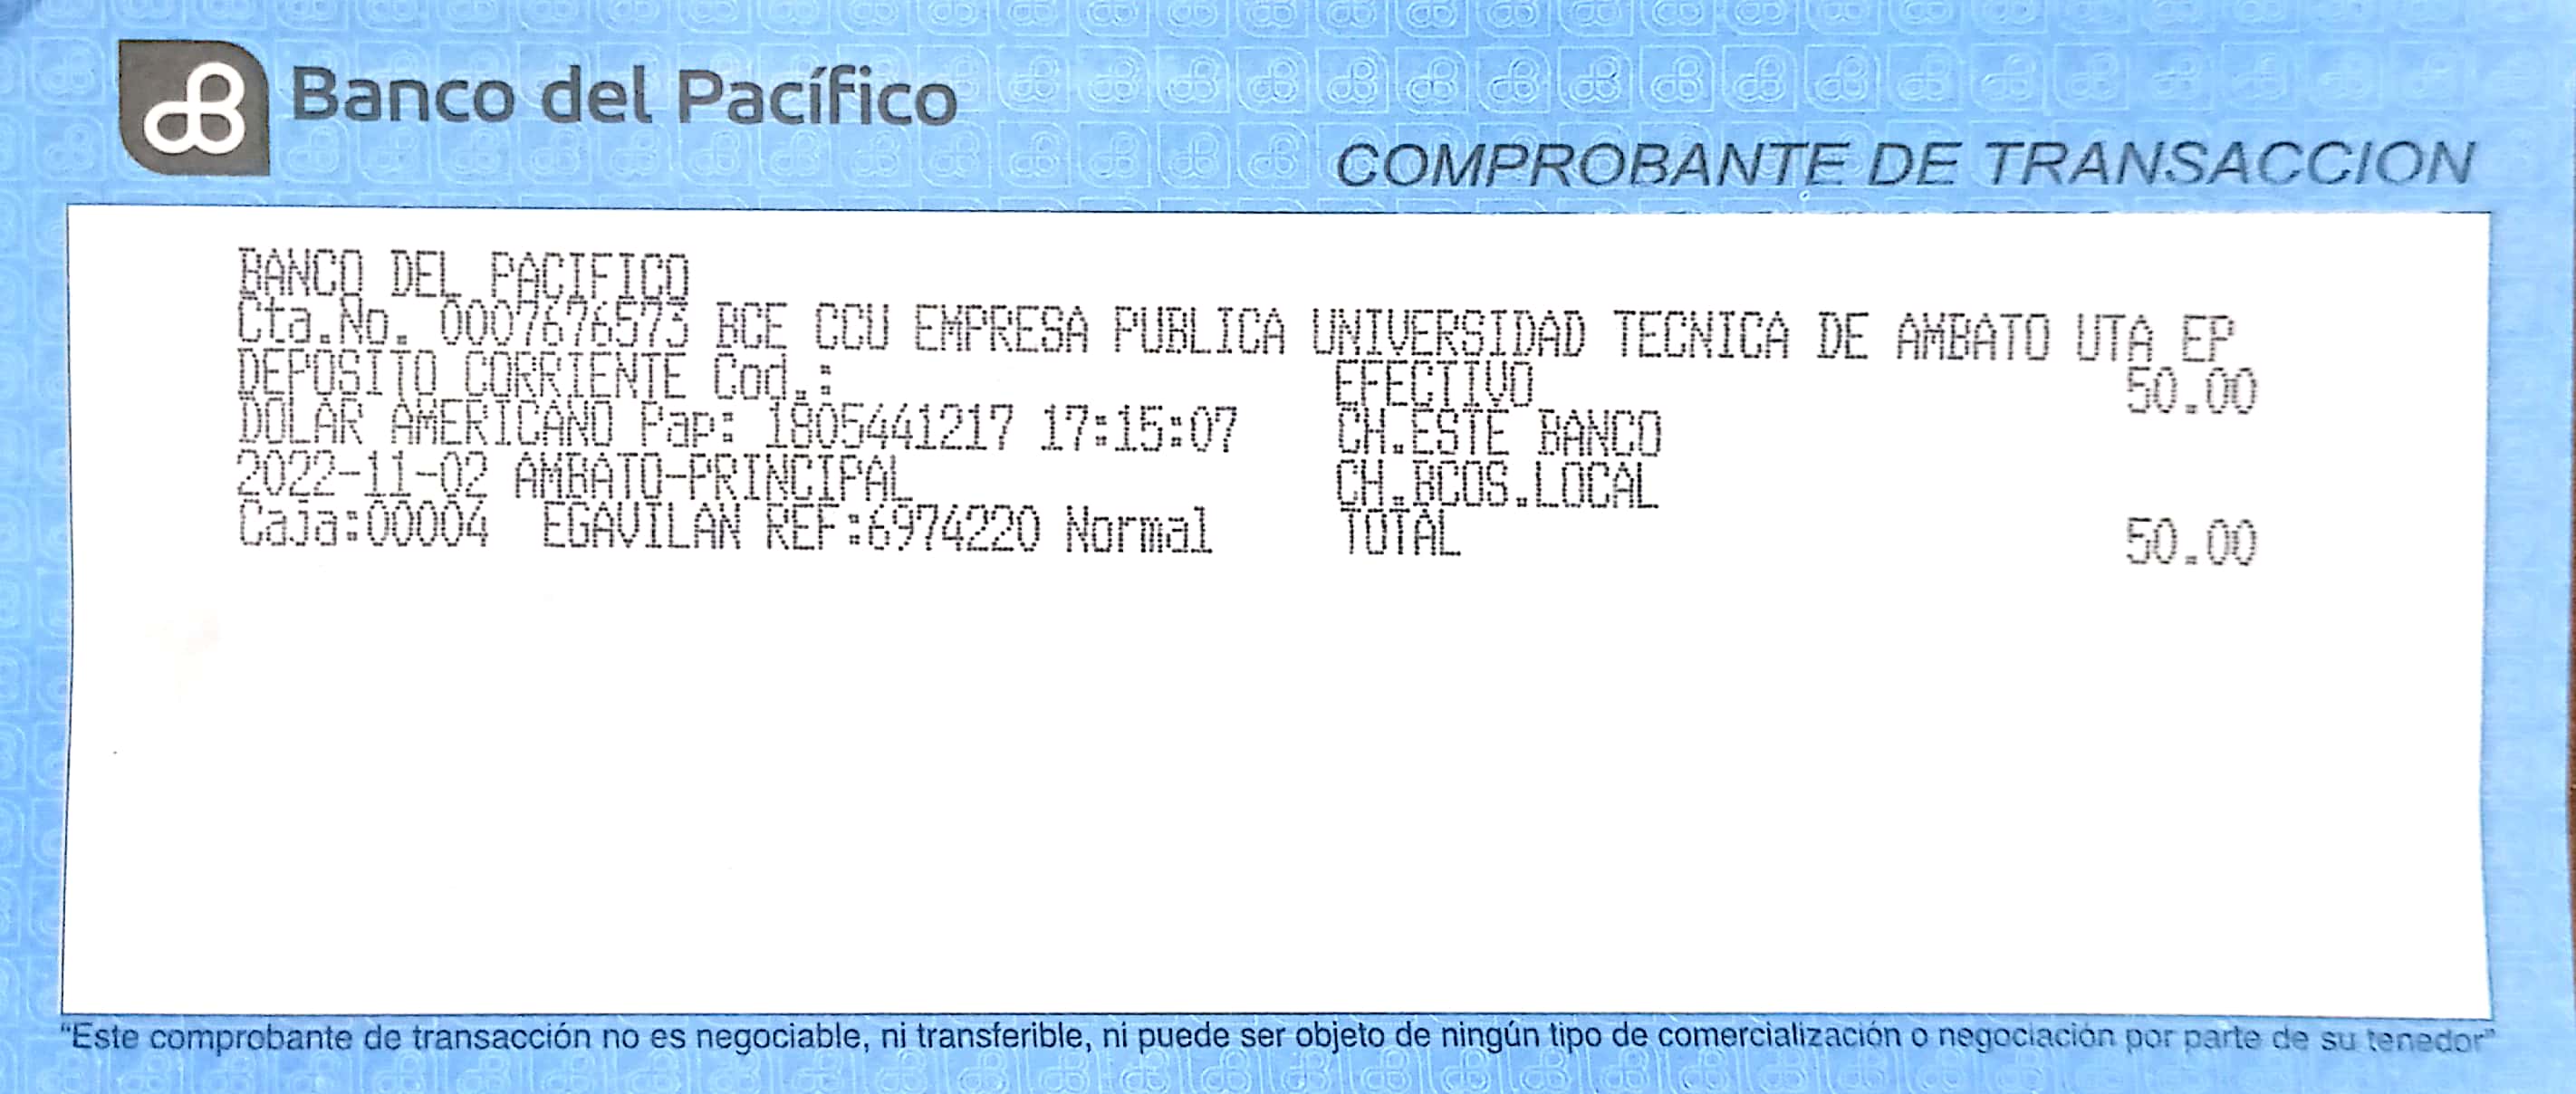 Banco del Pacífico
COMPROBANTE DE TRANSACCION
BANCO DEL PACIFICO
Cta.No. 0007676573 BCE CCU EMPRESA PUBLICA UNIVERSIDAD TECNICA DE AMBATO UTA EP
DEPOSITO CORRIENTE Cod.: EFECTIVO 50.00
DOLAR AMERICANO Pap: 1805441217 17:15:07 CH.ESTE BANCO
2022-11-02 AMBATO-PRINCIPAL CH.BCOS.LOCAL
Caja:00004 EGAVILAN REF:6974220 Normal TOTAL 50.00
"Este comprobante de transacción no es negociable, ni transferible, ni puede ser objeto de ningún tipo de comercialización o negociación por parte de su tenedor"